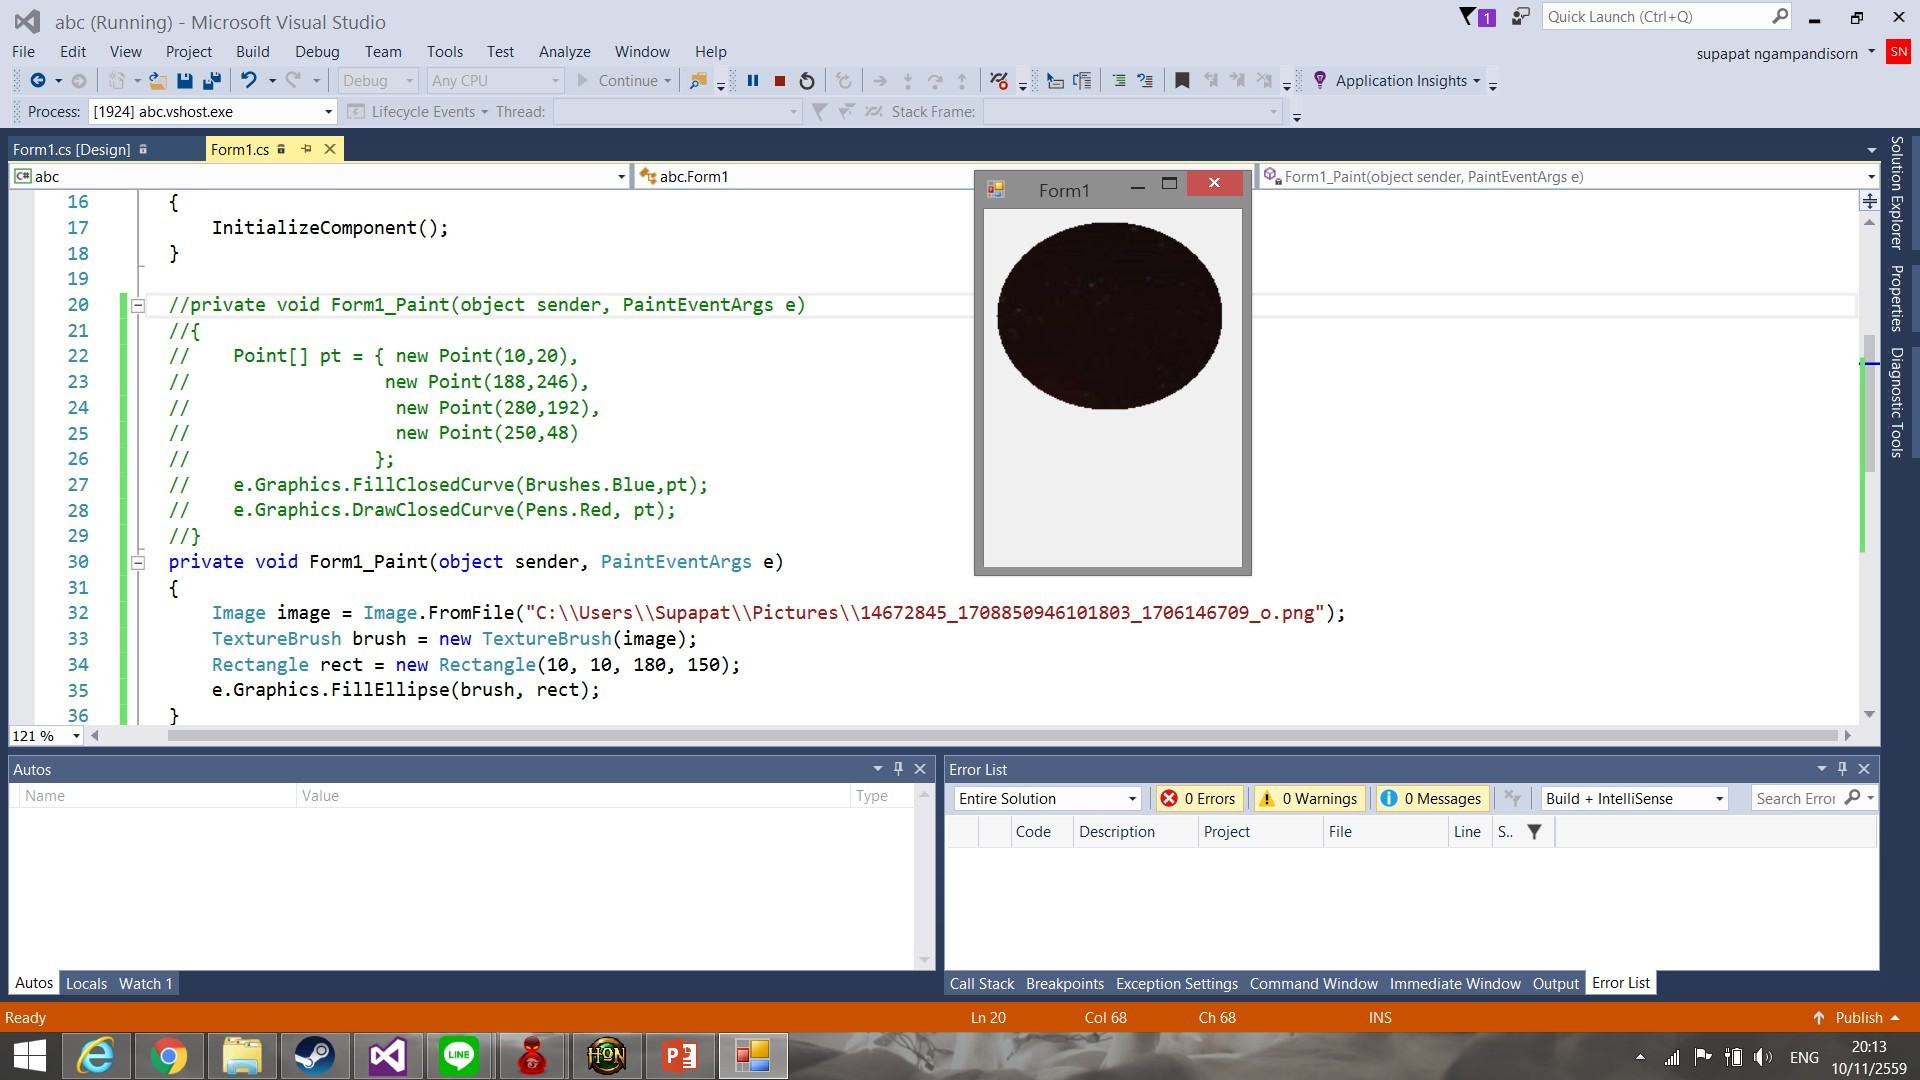 abc (Running) - Microsoft Visual Studio
1
Quick Launch (Ctrl+Q)
File Edit View Project Build Debug Team Tools Test Analyze Window Help
supapat ngampandisorn SN
Debug Any CPU Continue Application Insights
Process: [1924] abc.vshost.exe Lifecycle Events Thread: Stack Frame:
Form1.cs [Design] Form1.cs
C# abc abc.Form1 Form1_Paint(object sender, PaintEventArgs e)
Form1
16 {
17 InitializeComponent();
18 }
19
20 //private void Form1_Paint(object sender, PaintEventArgs e)
21 //{
22 // Point[] pt = { new Point(10,20),
23 // new Point(188,246),
24 // new Point(280,192),
25 // new Point(250,48)
26 // };
27 // e.Graphics.FillClosedCurve(Brushes.Blue,pt);
28 // e.Graphics.DrawClosedCurve(Pens.Red, pt);
29 //}
30 private void Form1_Paint(object sender, PaintEventArgs e)
31 {
32 Image image = Image.FromFile("C:\\Users\\Supapat\\Pictures\\14672845_1708850946101803_1706146709_o.png");
33 TextureBrush brush = new TextureBrush(image);
34 Rectangle rect = new Rectangle(10, 10, 180, 150);
35 e.Graphics.FillEllipse(brush, rect);
36 }
121 %
Solution Explorer
Properties
Diagnostic Tools
Autos
Name Value Type
Autos Locals Watch 1
Error List
Entire Solution 0 Errors 0 Warnings 0 Messages Build + IntelliSense Search Error
Code Description Project File Line S..
Call Stack Breakpoints Exception Settings Command Window Immediate Window Output Error List
Ready Ln 20 Col 68 Ch 68 INS Publish
LINE
HON
P
ENG
20:13
10/11/2559